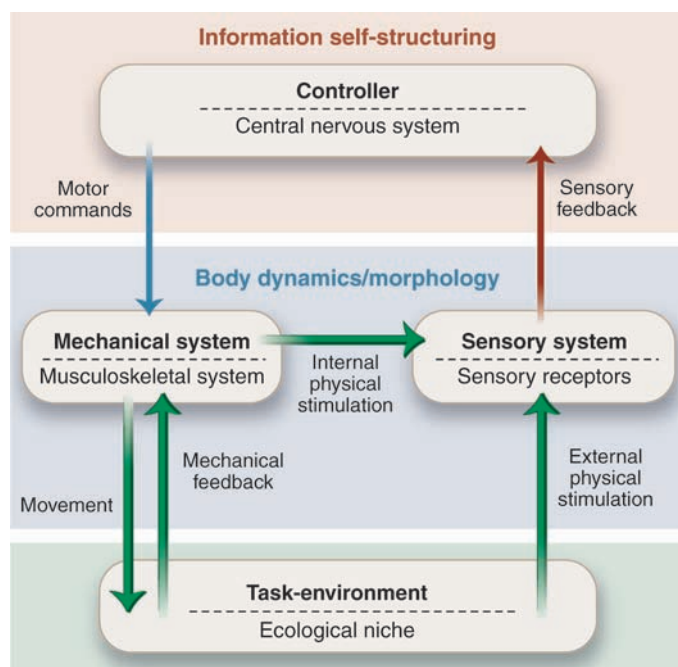 Information self-structuring
Controller
Central nervous system
Motor
commands
Sensory
feedback
Body dynamics/morphology
Mechanical system
Musculoskeletal system
Internal
physical
stimulation
Sensory system
Sensory receptors
Movement
Mechanical
feedback
External
physical
stimulation
Task-environment
Ecological niche